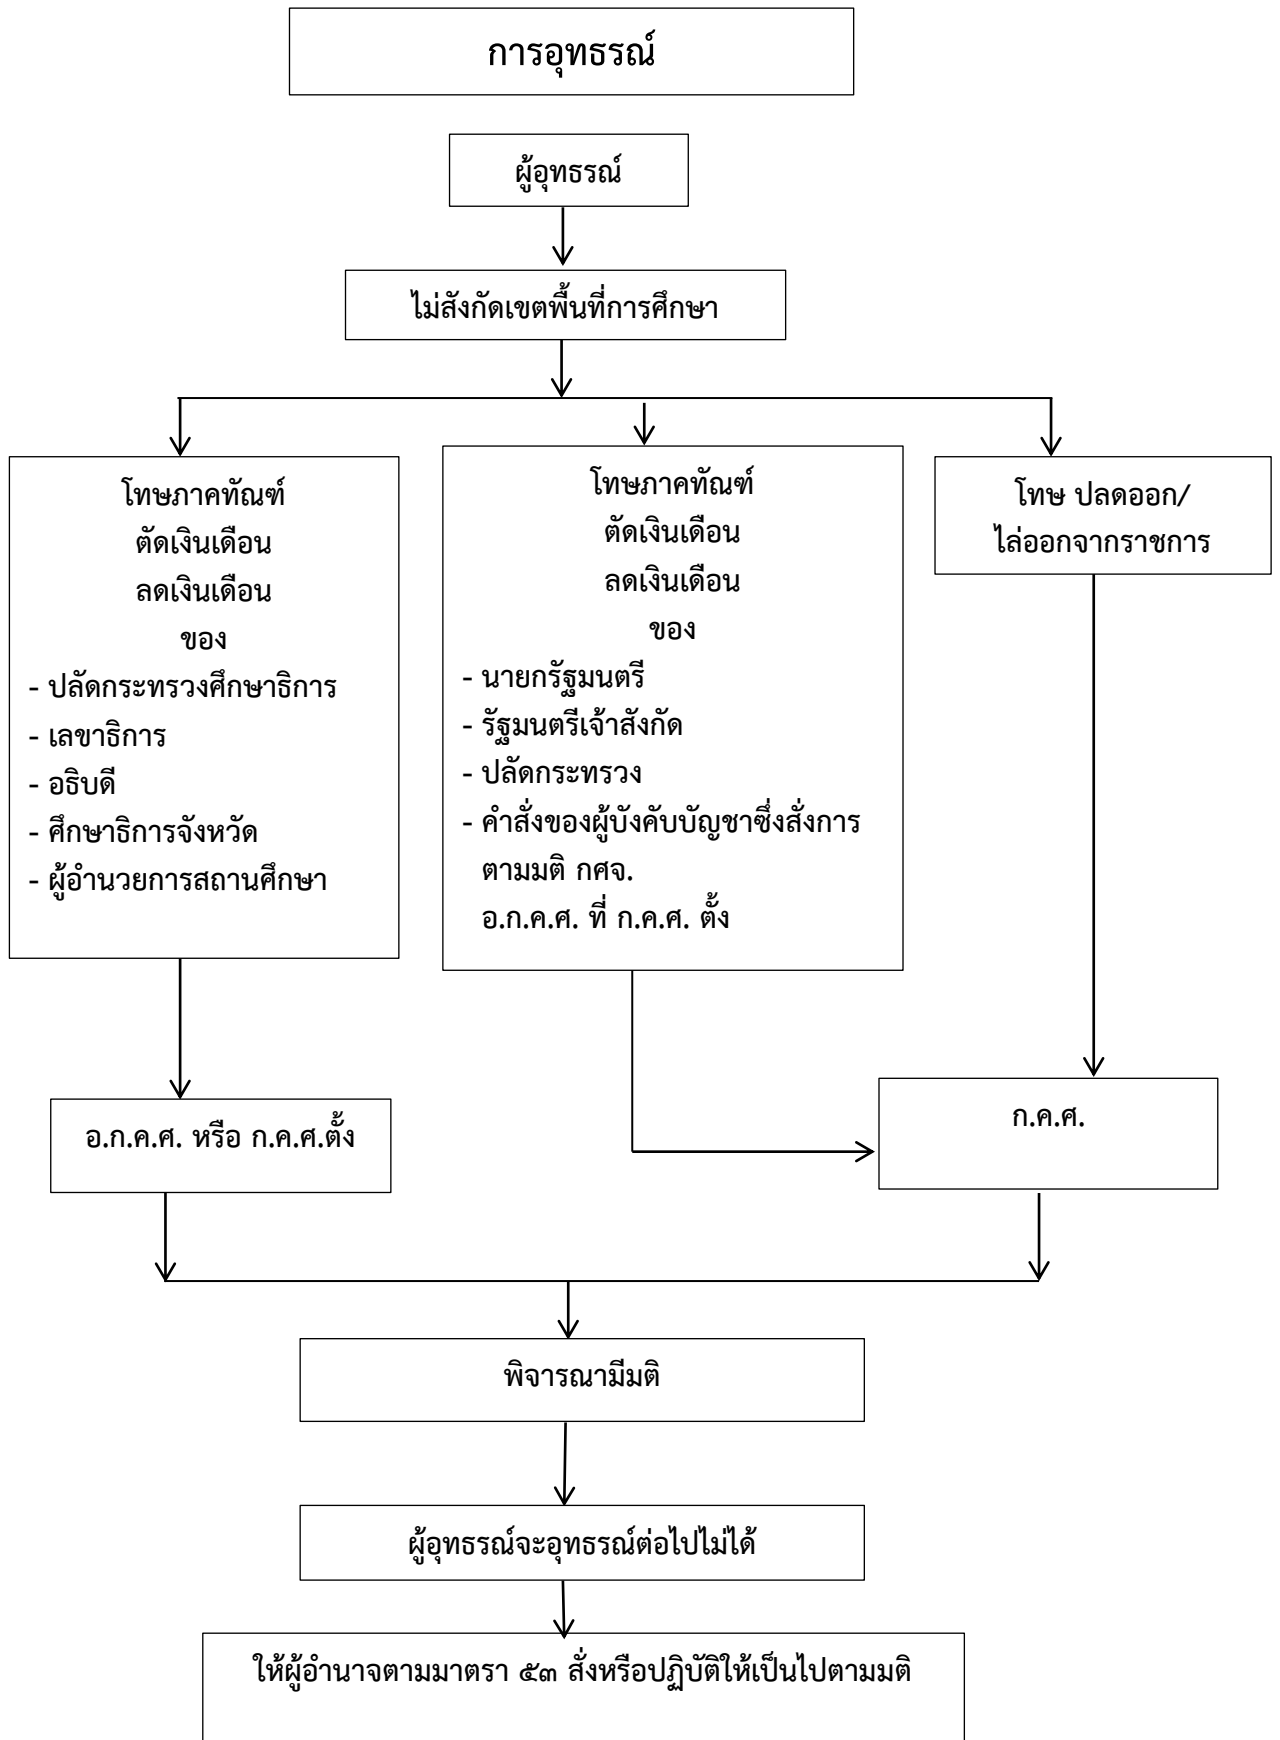 การอุทธรณ์
ผู้อุทธรณ์
ไม่สังกัดเขตพื้นที่การศึกษา
โทษภาคทัณฑ์
ตัดเงินเดือน
ลดเงินเดือน
ของ
- ปลัดกระทรวงศึกษาธิการ
- เลขาธิการ
- อธิบดี
- ศึกษาธิการจังหวัด
- ผู้อำนวยการสถานศึกษา
โทษภาคทัณฑ์
ตัดเงินเดือน
ลดเงินเดือน
ของ
- นายกรัฐมนตรี
- รัฐมนตรีเจ้าสังกัด
- ปลัดกระทรวง
- คำสั่งของผู้บังคับบัญชาซึ่งสั่งการ
ตามมติ กศจ.
อ.ก.ค.ศ. ที่ ก.ค.ศ. ตั้ง
โทษ ปลดออก/
ไล่ออกจากราชการ
อ.ก.ค.ศ. หรือ ก.ค.ศ.ตั้ง
ก.ค.ศ.
พิจารณามีมติ
ผู้อุทธรณ์จะอุทธรณ์ต่อไปไม่ได้
ให้ผู้อำนาจตามมาตรา ๕๓ สั่งหรือปฏิบัติให้เป็นไปตามมติ